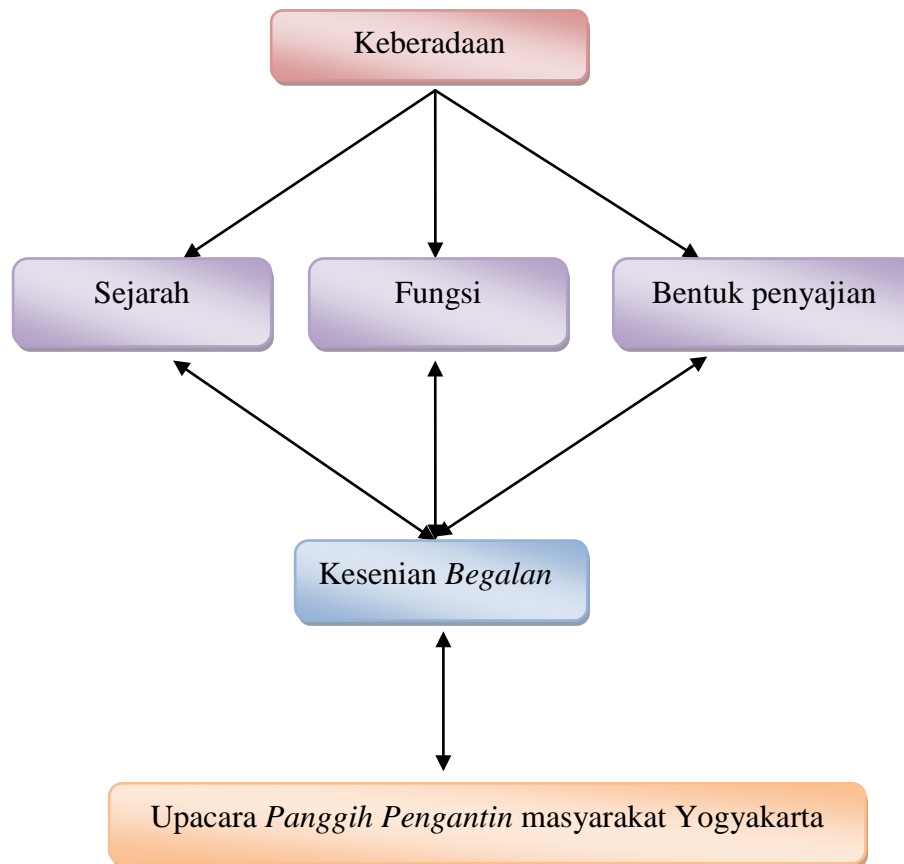 Keberadaan
Sejarah
Fungsi
Bentuk penyajian
Kesenian Begalan
Upacara Panggih Pengantin masyarakat Yogyakarta